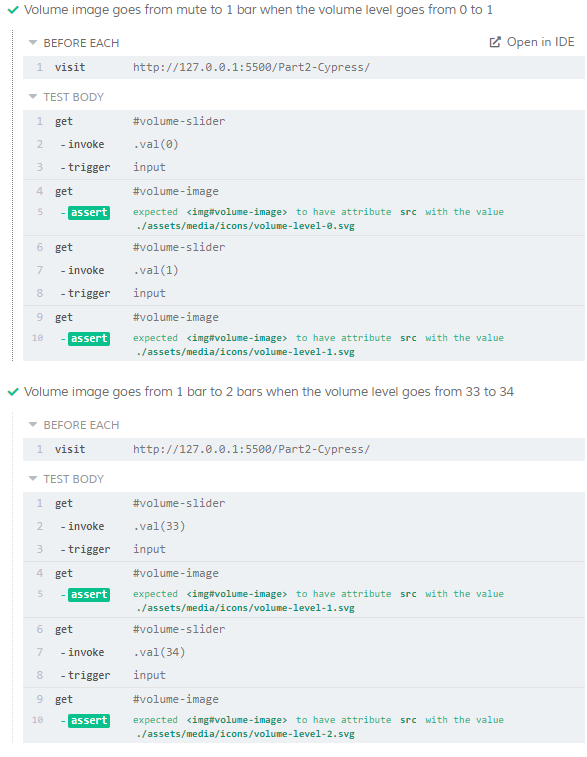 Volume image goes from mute to 1 bar when the volume level goes from 0 to 1
BEFORE EACH Open in IDE
1 visit http://127.0.0.1:5500/Part2-Cypress/
TEST BODY
1 get #volume-slider
2 -invoke .val(0)
3 -trigger input
4 get #volume-image
5 -assert expected <img#volume-image> to have attribute src with the value
./assets/media/icons/volume-level-0.svg
6 get #volume-slider
7 -invoke .val(1)
8 -trigger input
9 get #volume-image
10 -assert expected <img#volume-image> to have attribute src with the value
./assets/media/icons/volume-level-1.svg
Volume image goes from 1 bar to 2 bars when the volume level goes from 33 to 34
BEFORE EACH
1 visit http://127.0.0.1:5500/Part2-Cypress/
TEST BODY
1 get #volume-slider
2 -invoke .val(33)
3 -trigger input
4 get #volume-image
5 -assert expected <img#volume-image> to have attribute src with the value
./assets/media/icons/volume-level-1.svg
6 get #volume-slider
7 -invoke .val(34)
8 -trigger input
9 get #volume-image
10 -assert expected <img#volume-image> to have attribute src with the value
./assets/media/icons/volume-level-2.svg